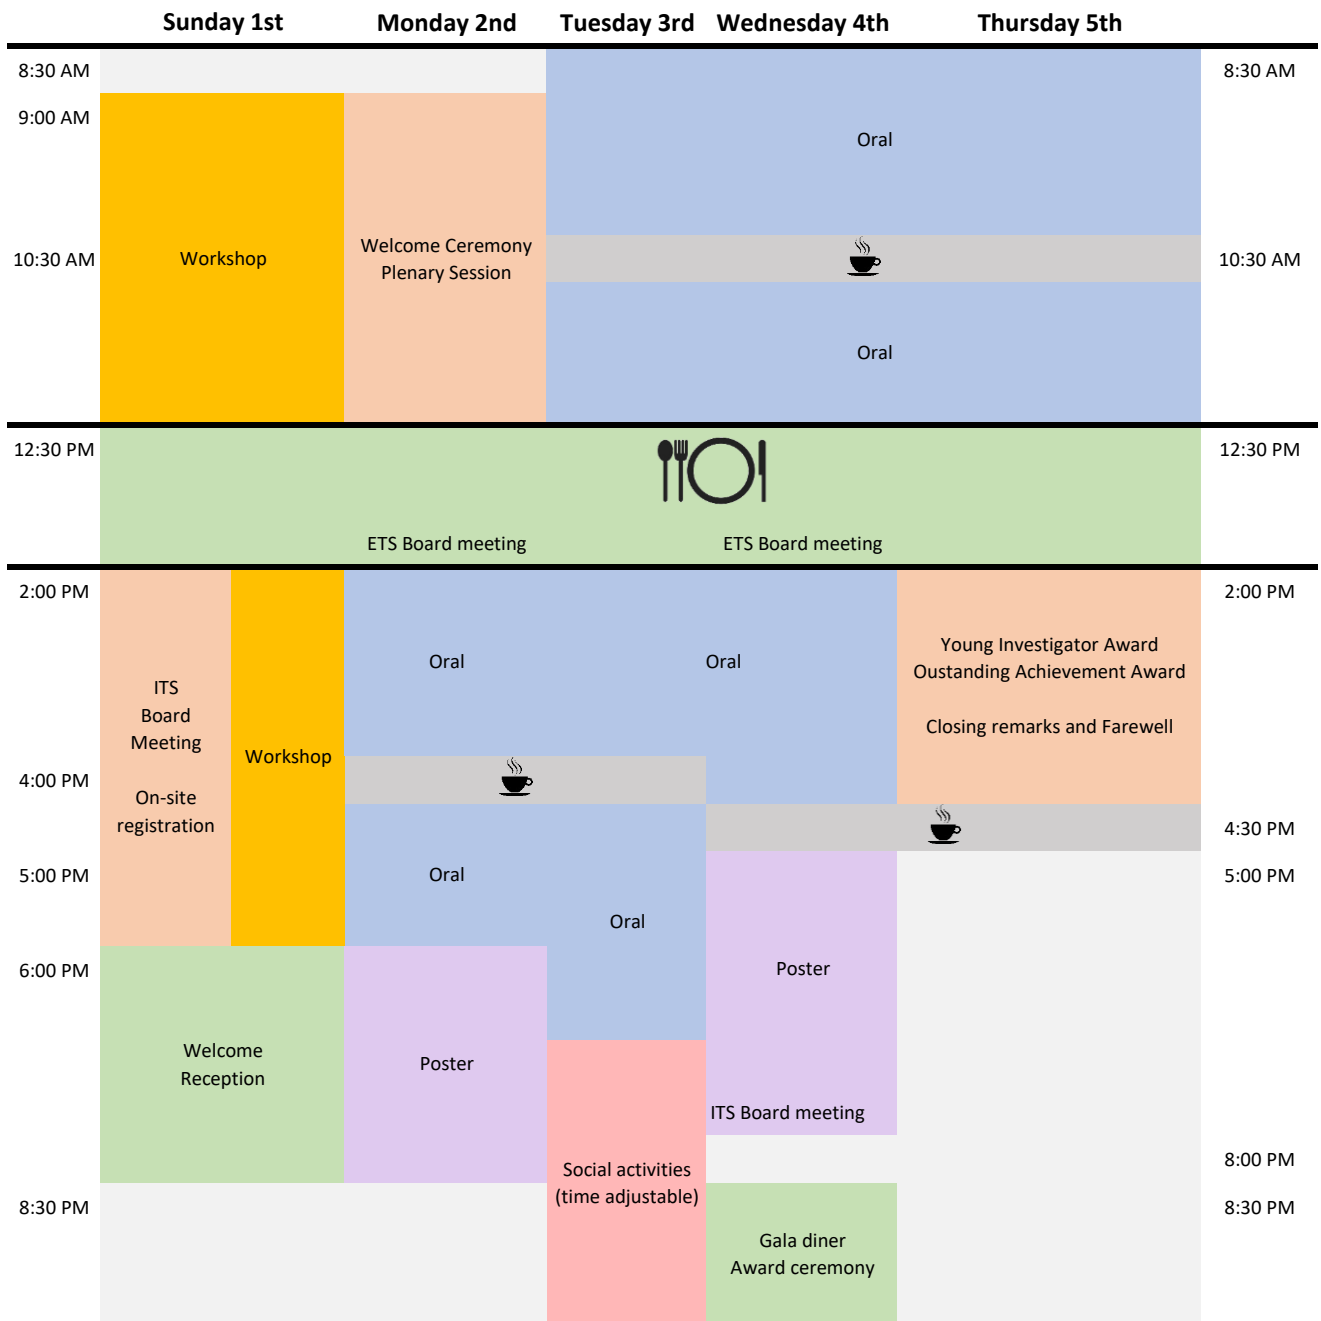 Sunday 1st Monday 2nd Tuesday 3rd Wednesday 4th Thursday 5th
8:30 AM 8:30 AM
9:00 AM
Oral
Welcome Ceremony
10:30 AM Workshop 10:30 AM
Plenary Session
Oral
12:30 PM 12:30 PM
ETS Board meeting ETS Board meeting
2:00 PM 2:00 PM
Young Investigator Award
Oral Oral
Oustanding Achievement Award
ITS
Board
Closing remarks and Farewell
Meeting
Workshop
4:00 PM
On-site
registration
4:30 PM
5:00 PM Oral 5:00 PM
Oral
6:00 PM Poster
Welcome
Poster
Reception
ITS Board meeting
8:00 PM
Social activities
(time adjustable)
8:30 PM 8:30 PM
Gala diner
Award ceremony